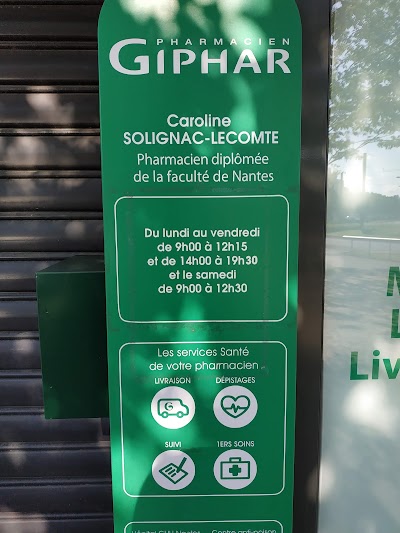 PHARMACIEN
GIPHAR
Caroline
SOLIGNAC-LECOMTE
Pharmacien diplômée
de la faculté de Nantes
Du lundi au vendredi
de 9h00 à 12h15
et de 14h00 à 19h30
et le samedi
de 9h00 à 12h30
Les services Santé
de votre pharmacien
LIVRAISON
DÉPISTAGES
G
SUIVI
1ERS SOINS
M
L
Liv